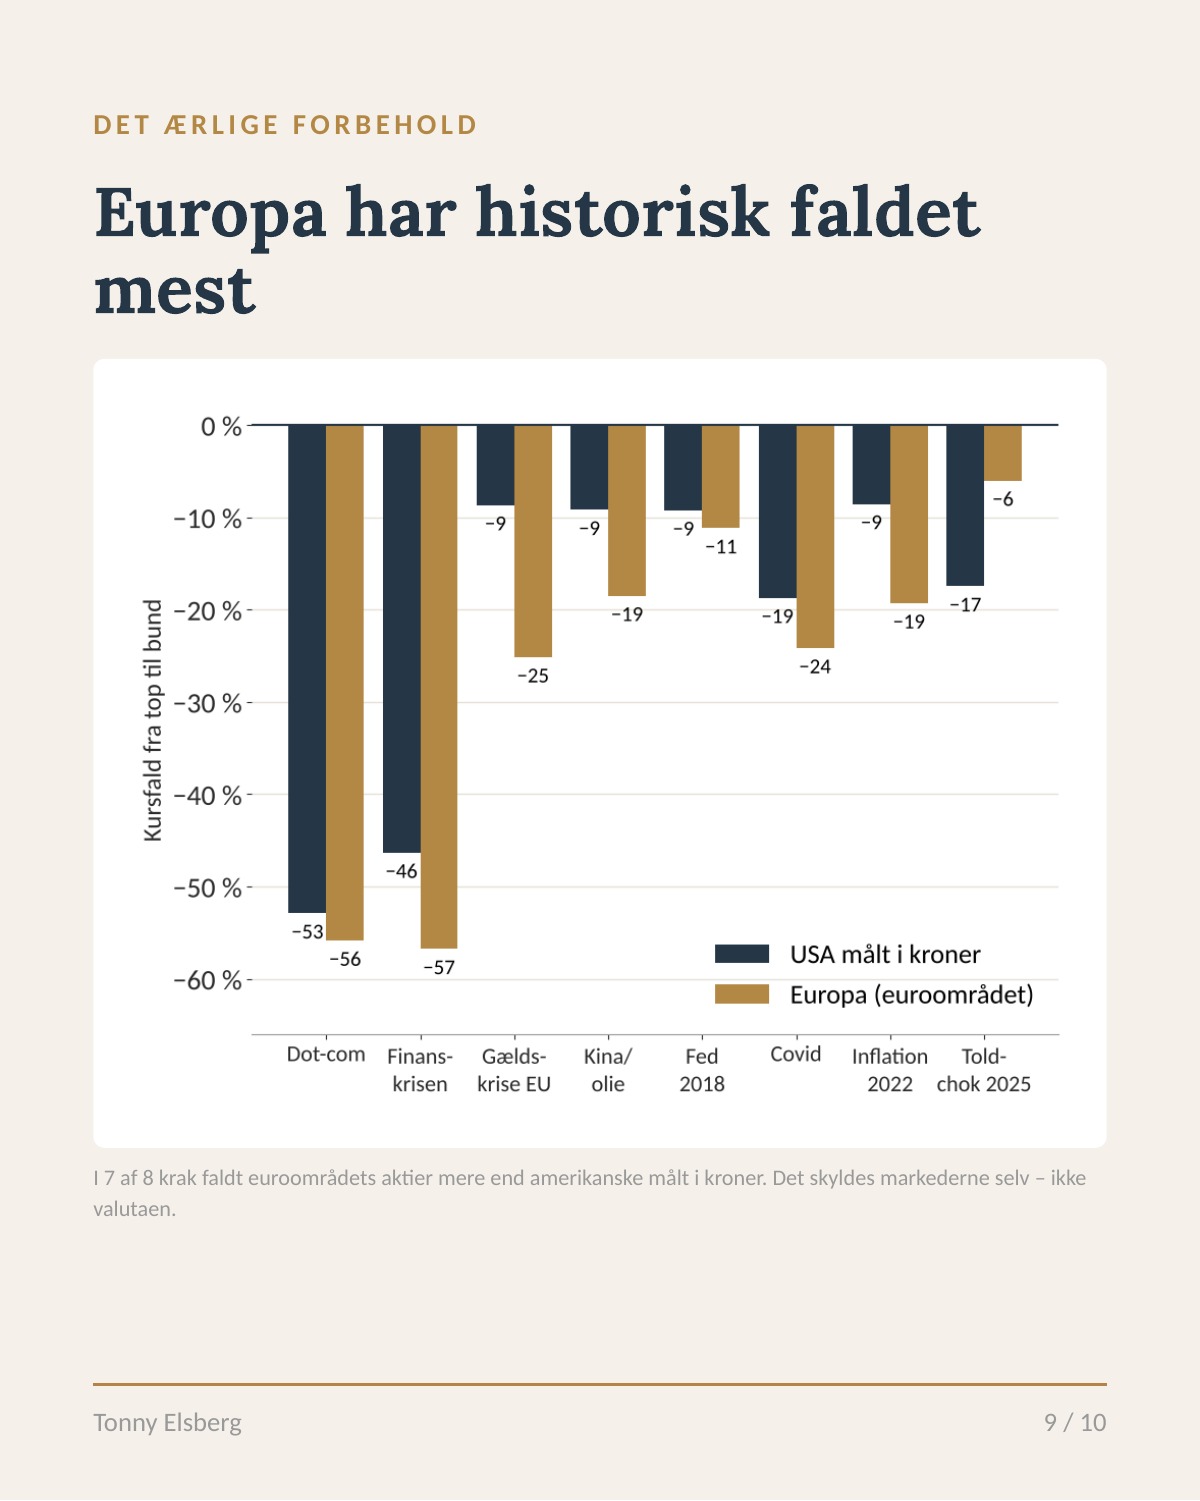 DET ÆRLIGE FORBEHOLD
Europa har historisk faldet
mest
Kursfald fra top til bund
0 %
−10 %
−20 %
−30 %
−40 %
−50 %
−60 %
−53
−56
−46
−57
−9
−25
−9
−19
−9
−11
−19
−24
−9
−19
−17
−6
USA målt i kroner
Europa (euroområdet)
Dot-com
Finans-
krisen
Gælds-
krise EU
Kina/
olie
Fed
2018
Covid
Inflation
2022
Told-
chok 2025
I 7 af 8 krak faldt euroområdets aktier mere end amerikanske målt i kroner. Det skyldes markederne selv – ikke
valutaen.
Tonny Elsberg
9 / 10